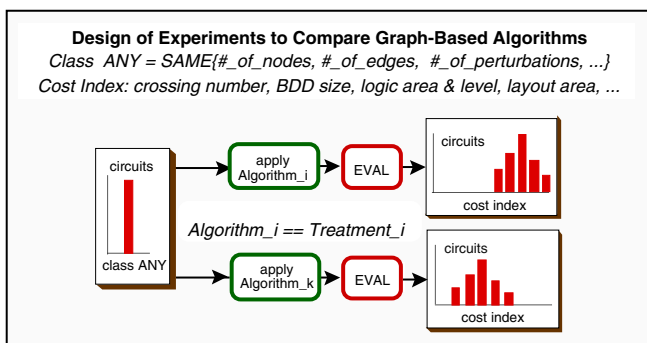 Design of Experiments to Compare Graph-Based Algorithms
Class ANY = SAME{#_of_nodes, #_of_edges, #_of_perturbations, ...}
Cost Index: crossing number, BDD size, logic area & level, layout area, ...
circuits
class ANY
apply
Algorithm_i
EVAL
circuits
cost index
Algorithm_i == Treatment_i
apply
Algorithm_k
EVAL
circuits
cost index